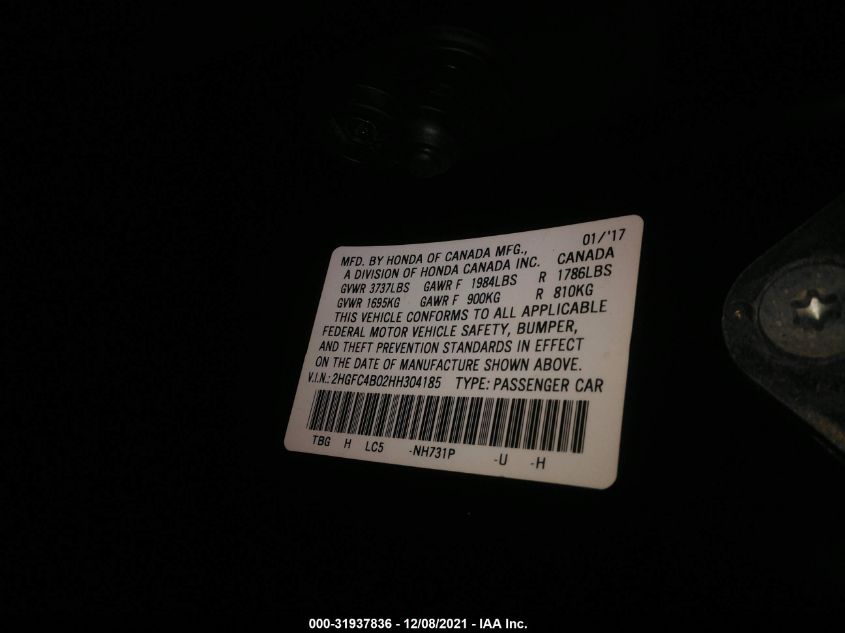 01/'17
MFD. BY HONDA OF CANADA MFG.,
A DIVISION OF HONDA CANADA INC. CANADA
GVWR 3737LBS GAWR F 1984LBS R 1786LBS
GVWR 1695KG GAWR F 900KG R 810KG
THIS VEHICLE CONFORMS TO ALL APPLICABLE
FEDERAL MOTOR VEHICLE SAFETY, BUMPER,
AND THEFT PREVENTION STANDARDS IN EFFECT
ON THE DATE OF MANUFACTURE SHOWN ABOVE.
V.I.N.:2HGFC4B02HH304185 TYPE: PASSENGER CAR
TBG H LC5 -NH731P -U -H
000-31937836 - 12/08/2021 - IAA Inc.